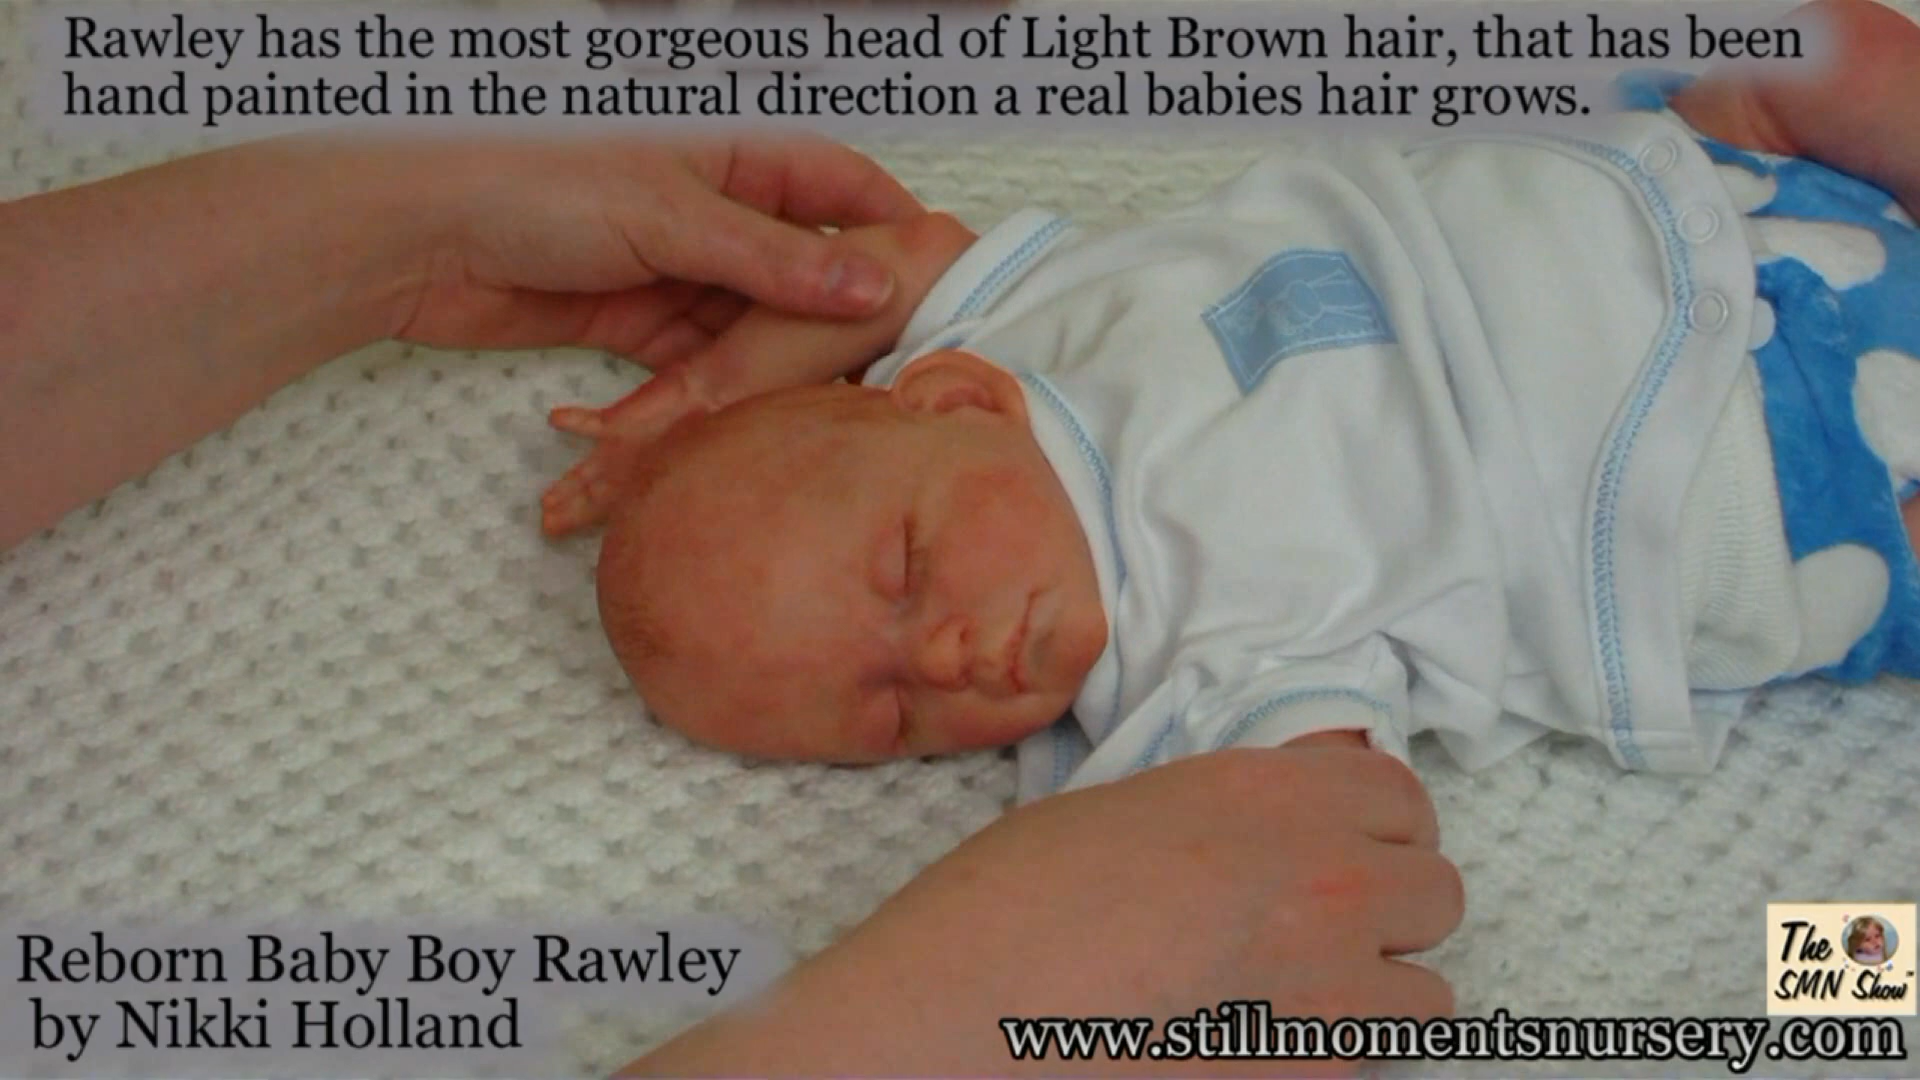 Rawley has the most gorgeous head of Light Brown hair, that has been
hand painted in the natural direction a real babies hair grows.
Reborn Baby Boy Rawley
by Nikki Holland
The
SMN Show™
www.stillmomentsnursery.com